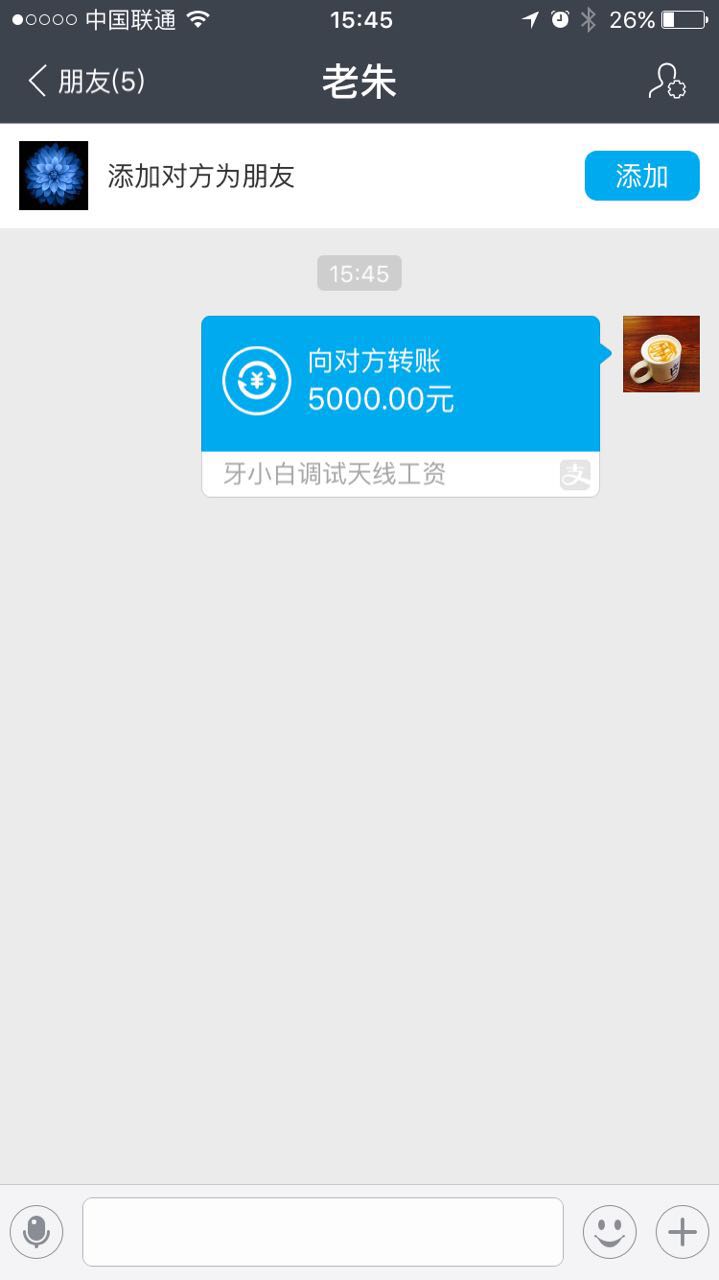 中国联通 15:45 26%
朋友(5) 老朱
添加对方为朋友 添加
15:45
向对方转账
5000.00元
牙小白调试天线工资 支